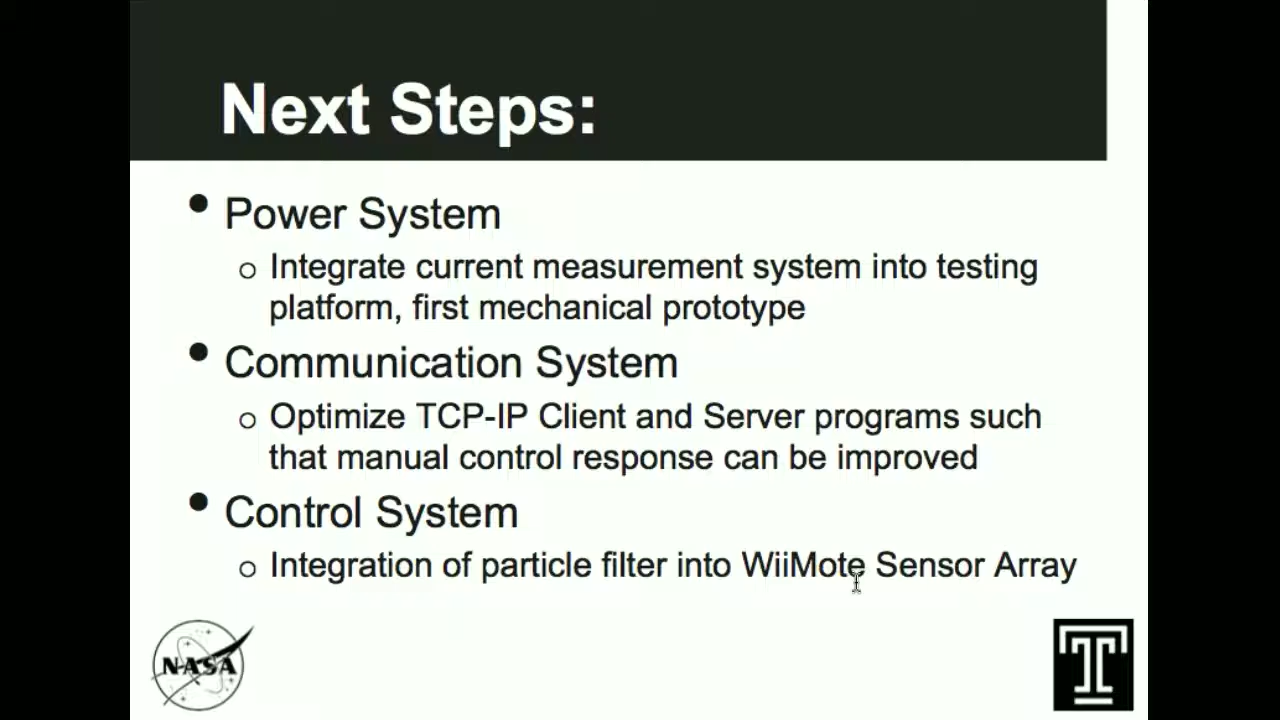 Next Steps:
• Power System
o Integrate current measurement system into testing
platform, first mechanical prototype
• Communication System
o Optimize TCP-IP Client and Server programs such
that manual control response can be improved
• Control System
o Integration of particle filter into WiiMote Sensor Array
NASA
T